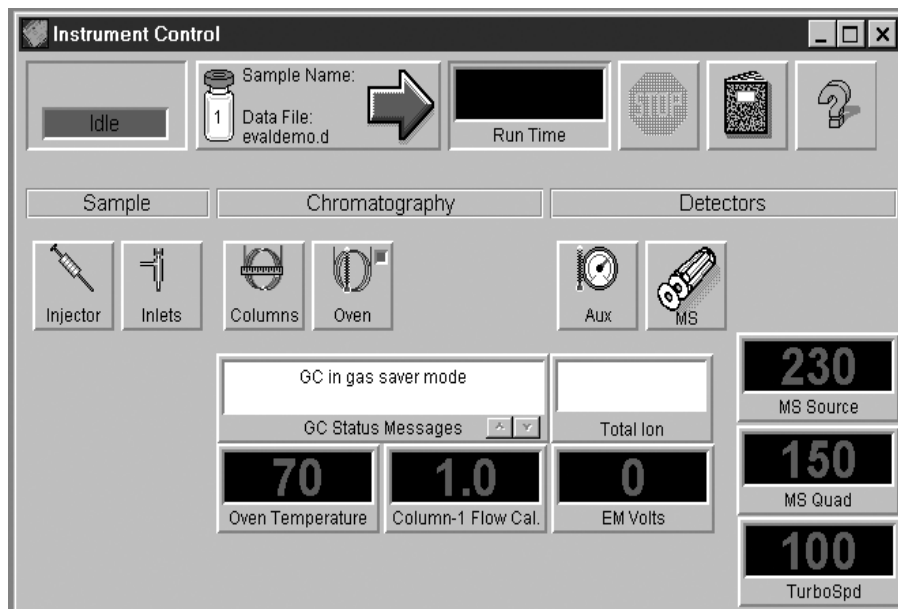 Instrument Control
Idle
1
Sample Name:
Data File:
evaldemo.d
Run Time
STOP
Sample
Chromatography
Detectors
Injector
Inlets
Columns
Oven
Aux
MS
GC in gas saver mode
GC Status Messages
Total Ion
230
MS Source
70
Oven Temperature
1.0
Column-1 Flow Cal.
0
EM Volts
150
MS Quad
100
TurboSpd